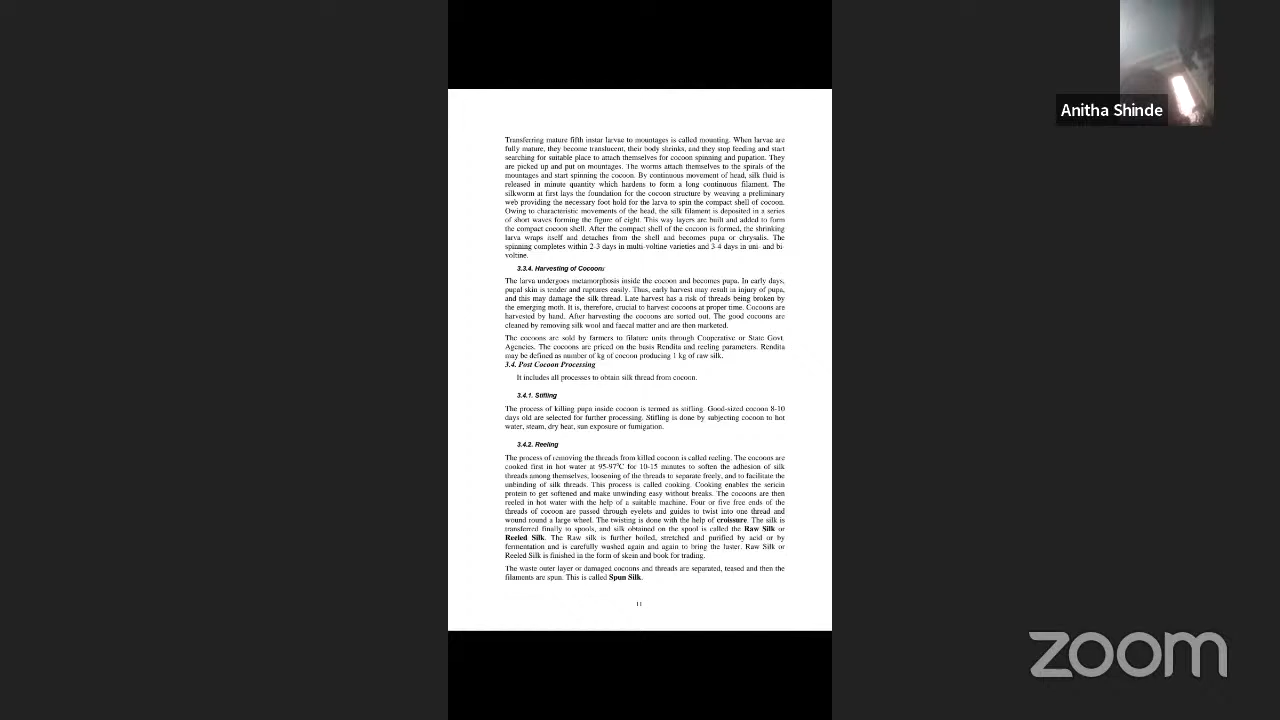 Anitha Shinde
Transferring mature fifth instar larvae to mountages is called mounting. When larvae are
fully mature, they become translucent, their body shrinks, and they stop feeding and start
searching for suitable place to attach themselves for cocoon spinning and pupation. They
are picked up and put on mountages. The worms attach themselves to the spirals of the
mountages and start spinning the cocoon. By continuous movement of head, silk fluid is
released in minute quantity which hardens to form a long continuous filament. The
silkworm at first lays the foundation for the cocoon structure by weaving a preliminary
web providing the necessary foot hold for the larva to spin the compact shell of cocoon.
Owing to characteristic movements of the head, the silk filament is deposited in a series
of short waves forming the figure of eight. This way layers are built and added to form
the compact cocoon shell. After the compact shell of the cocoon is formed, the shrinking
larva wraps itself and detaches from the shell and becomes pupa or chrysalis. The
spinning completes within 2-3 days in multi-voltine varieties and 3-4 days in uni- and bi-
voltine.
3.3.4. Harvesting of Cocoons
The larva undergoes metamorphosis inside the cocoon and becomes pupa. In early days,
pupal skin is tender and ruptures easily. Thus, early harvest may result in injury of pupa,
and this may damage the silk thread. Late harvest has a risk of threads being broken by
the emerging moth. It is, therefore, crucial to harvest cocoons at proper time. Cocoons are
harvested by hand. After harvesting the cocoons are sorted out. The good cocoons are
cleaned by removing silk wool and faecal matter and are then marketed.
The cocoons are sold by farmers to filature units through Cooperative or State Govt.
Agencies. The cocoons are priced on the basis Rendita and reeling parameters. Rendita
may be defined as number of kg of cocoon producing 1 kg of raw silk.
3.4. Post Cocoon Processing
It includes all processes to obtain silk thread from cocoon.
3.4.1. Stifling
The process of killing pupa inside cocoon is termed as stifling. Good-sized cocoon 8-10
days old are selected for further processing. Stifling is done by subjecting cocoon to hot
water, steam, dry heat, sun exposure or fumigation.
3.4.2. Reeling
The process of removing the threads from killed cocoon is called reeling. The cocoons are
cooked first in hot water at 95-97⁰C for 10-15 minutes to soften the adhesion of silk
threads among themselves, loosening of the threads to separate freely, and to facilitate the
unbinding of silk threads. This process is called cooking. Cooking enables the sericin
protein to get softened and make unwinding easy without breaks. The cocoons are then
reeled in hot water with the help of a suitable machine. Four or five free ends of the
threads of cocoon are passed through eyelets and guides to twist into one thread and
wound round a large wheel. The twisting is done with the help of croissure. The silk is
transferred finally to spools, and silk obtained on the spool is called the Raw Silk or
Reeled Silk. The Raw silk is further boiled, stretched and purified by acid or by
fermentation and is carefully washed again and again to bring the luster. Raw Silk or
Reeled Silk is finished in the form of skein and book for trading.
The waste outer layer or damaged cocoons and threads are separated, teased and then the
filaments are spun. This is called Spun Silk.
11
zoom